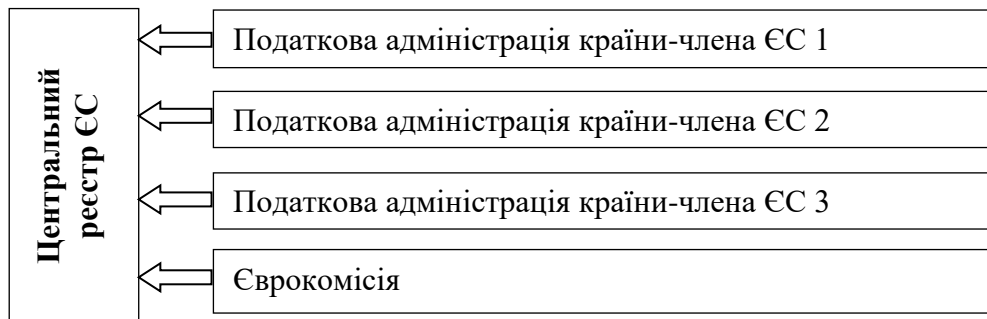 Центральний
реєстр ЄС
Податкова адміністрація країни-члена ЄС 1
Податкова адміністрація країни-члена ЄС 2
Податкова адміністрація країни-члена ЄС 3
Єврокомісія